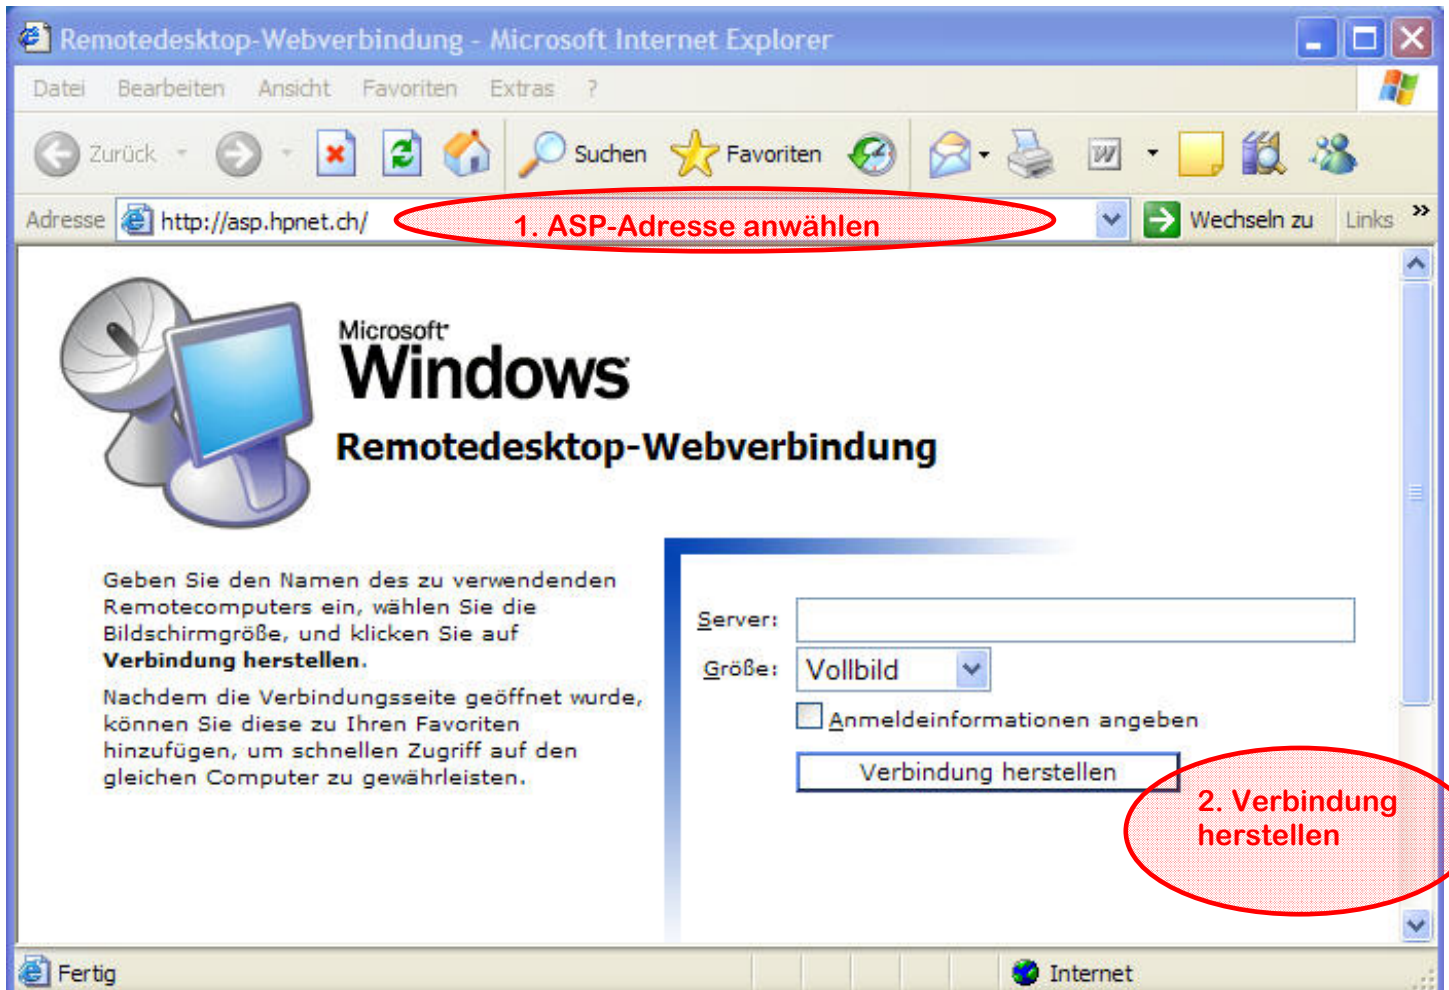 Remotedesktop-Webverbindung - Microsoft Internet Explorer
Datei Bearbeiten Ansicht Favoriten Extras ?
Zurück Suchen Favoriten
Adresse http://asp.hpnet.ch/ 1. ASP-Adresse anwählen Wechseln zu Links »
Microsoft
Windows
Remotedesktop-Webverbindung
Geben Sie den Namen des zu verwendenden
Remotecomputers ein, wählen Sie die
Bildschirmgröße, und klicken Sie auf
Verbindung herstellen.
Nachdem die Verbindungsseite geöffnet wurde,
können Sie diese zu Ihren Favoriten
hinzufügen, um schnellen Zugriff auf den
gleichen Computer zu gewährleisten.
Server:
Größe: Vollbild
Anmeldeinformationen angeben
Verbindung herstellen
2. Verbindung
herstellen
Fertig Internet